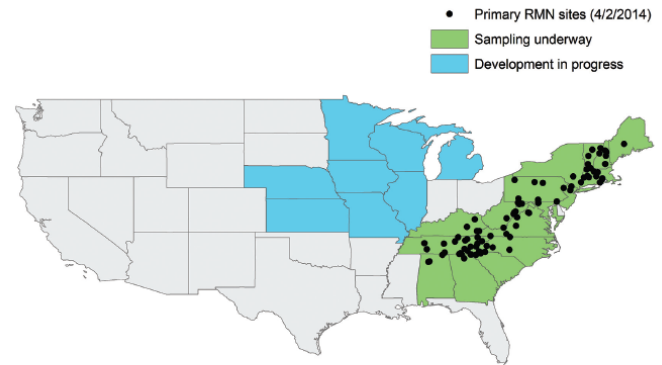 Primary RMN sites (4/2/2014)
Sampling underway
Development in progress